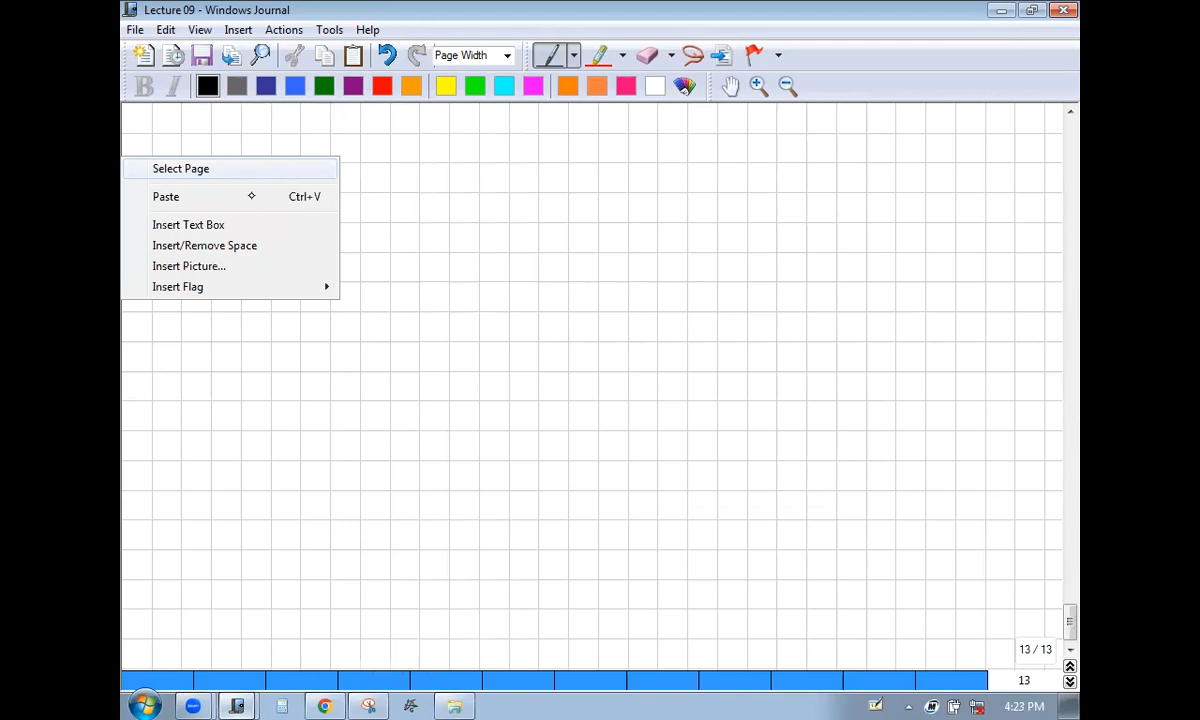 Lecture 09 - Windows Journal
File Edit View Insert Actions Tools Help
Page Width
B I
Select Page
Paste Ctrl+V
Insert Text Box
Insert/Remove Space
Insert Picture...
Insert Flag
13 / 13
13
4:23 PM